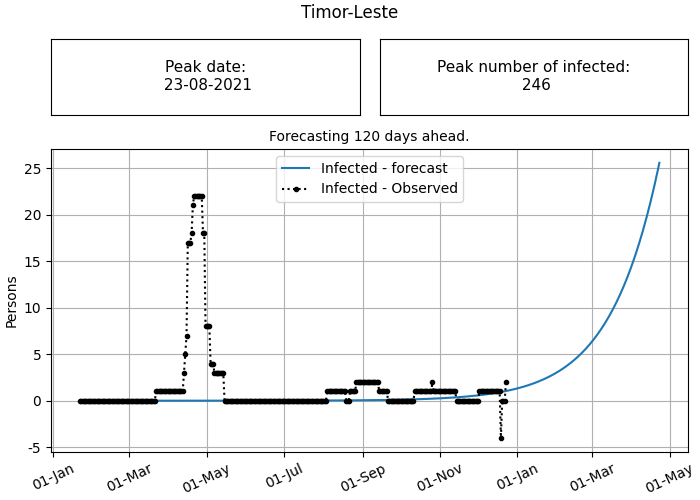 Timor-Leste
Peak date:
23-08-2021
Peak number of infected:
246
Forecasting 120 days ahead.
Infected - forecast
Infected - Observed
Persons
25
20
15
10
5
0
-5
01-Jan
01-Mar
01-May
01-Jul
01-Sep
01-Nov
01-Jan
01-Mar
01-May